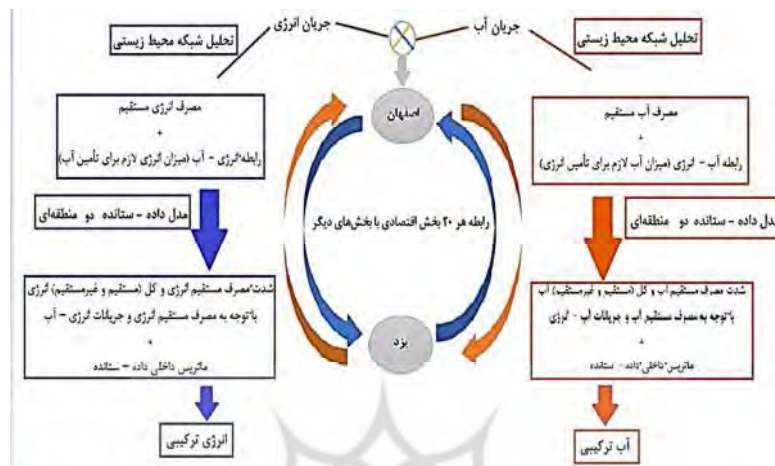 تحلیل شبکه محیط زیستی
جریان آب
جریان انرژی
تحلیل شبکه محیط زیستی
اصفهان
مصرف آب مستقیم
+
رابطه آب - انرژی (میزان آب لازم برای تأمین انرژی)
مصرف انرژی مستقیم
+
رابطه انرژی - آب (میزان انرژی لازم برای تأمین آب)
مدل داده - ستانده دو منطقه‌ای
رابطه هر ۲۰ بخش اقتصادی با بخش‌های دیگر
مدل داده - ستانده دو منطقه‌ای
شدت مصرف مستقیم آب و کل (مستقیم و غیرمستقیم) آب
با توجه به مصرف مستقیم آب و جریانات آب - انرژی
+
ماتریس داخلی داده - ستانده
یزد
شدت مصرف مستقیم انرژی و کل (مستقیم و غیرمستقیم) انرژی
با توجه به مصرف مستقیم انرژی و جریانات انرژی - آب
+
ماتریس داخلی داده - ستانده
آب ترکیبی
انرژی ترکیبی